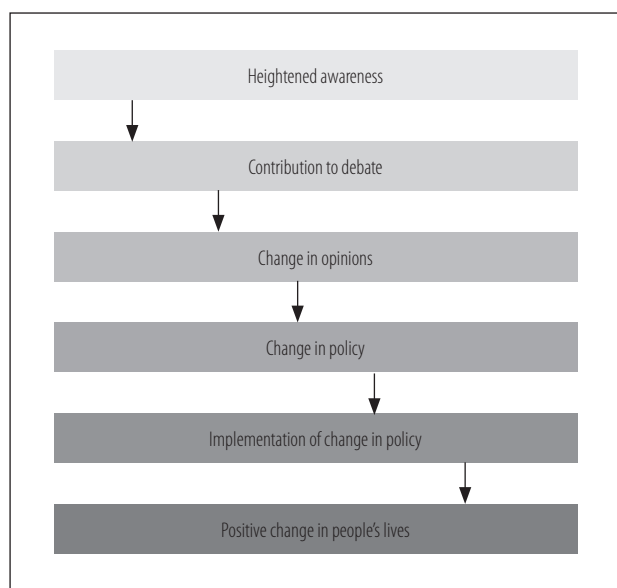 Heightened awareness
Contribution to debate
Change in opinions
Change in policy
Implementation of change in policy
Positive change in people’s lives